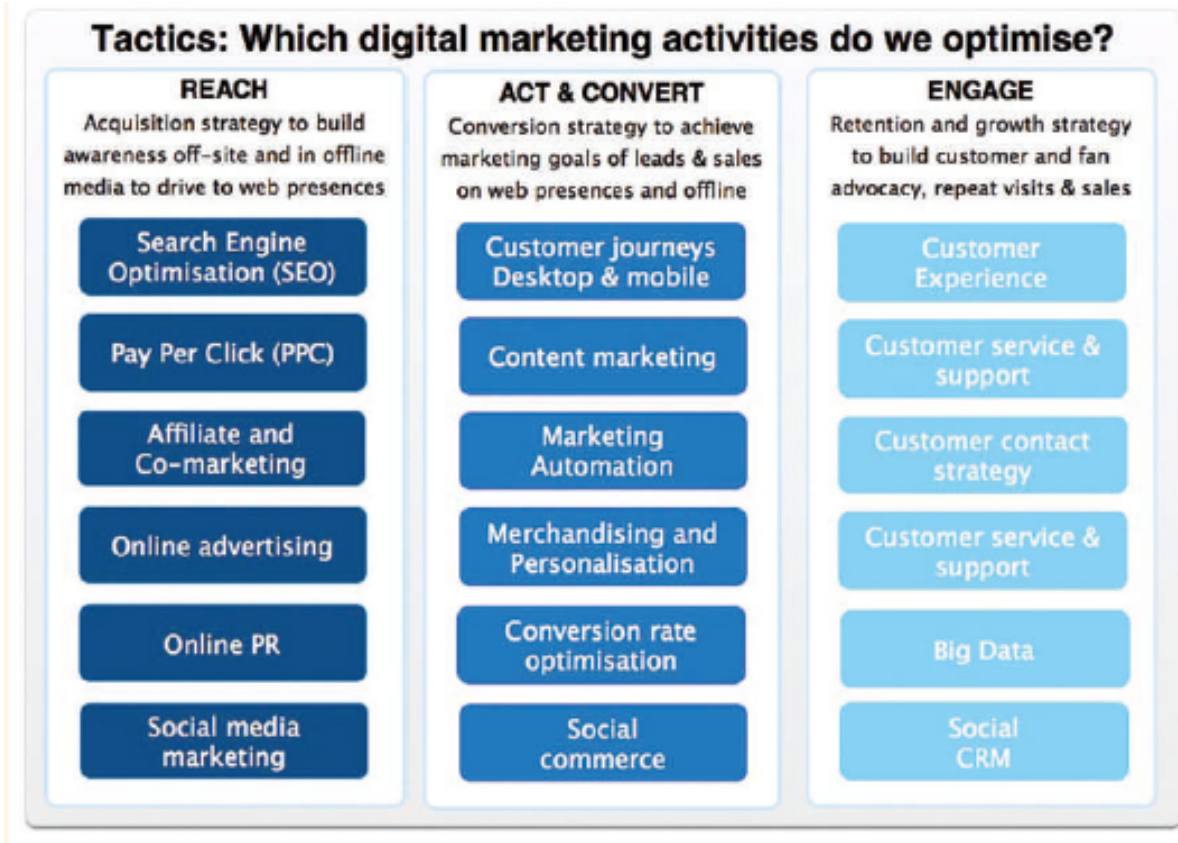 Tactics: Which digital marketing activities do we optimise?
REACH
Acquisition strategy to build
awareness off-site and in offline
media to drive to web presences
Search Engine
Optimisation (SEO)
Pay Per Click (PPC)
Affiliate and
Co-marketing
Online advertising
Online PR
Social media
marketing
ACT & CONVERT
Conversion strategy to achieve
marketing goals of leads & sales
on web presences and offline
Customer journeys
Desktop & mobile
Content marketing
Marketing
Automation
Merchandising and
Personalisation
Conversion rate
optimisation
Social
commerce
ENGAGE
Retention and growth strategy
to build customer and fan
advocacy, repeat visits & sales
Customer
Experience
Customer service &
support
Customer contact
strategy
Customer service &
support
Big Data
Social
CRM